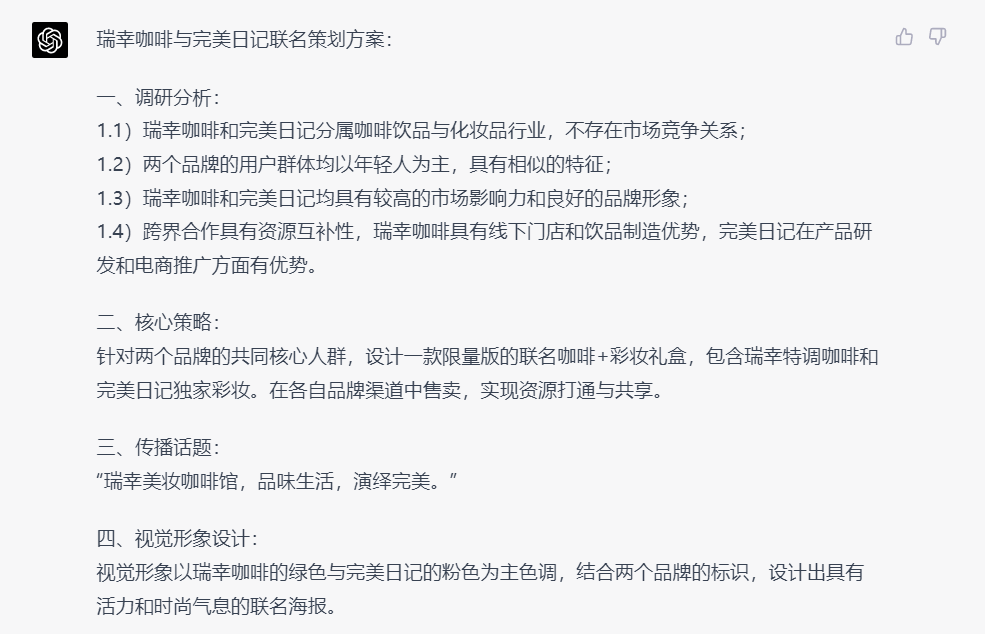 瑞幸咖啡与完美日记联名策划方案：
一、调研分析：
1.1）瑞幸咖啡和完美日记分属咖啡饮品与化妆品行业，不存在市场竞争关系；
1.2）两个品牌的用户群体均以年轻人为主，具有相似的特征；
1.3）瑞幸咖啡和完美日记均具有较高的市场影响力和良好的品牌形象；
1.4）跨界合作具有资源互补性，瑞幸咖啡具有线下门店和饮品制造优势，完美日记在产品研
发和电商推广方面有优势。
二、核心策略：
针对两个品牌的共同核心人群，设计一款限量版的联名咖啡+彩妆礼盒，包含瑞幸特调咖啡和
完美日记独家彩妆。在各自品牌渠道中售卖，实现资源打通与共享。
三、传播话题：
“瑞幸美妆咖啡馆，品味生活，演绎完美。”
四、视觉形象设计：
视觉形象以瑞幸咖啡的绿色与完美日记的粉色为主色调，结合两个品牌的标识，设计出具有
活力和时尚气息的联名海报。